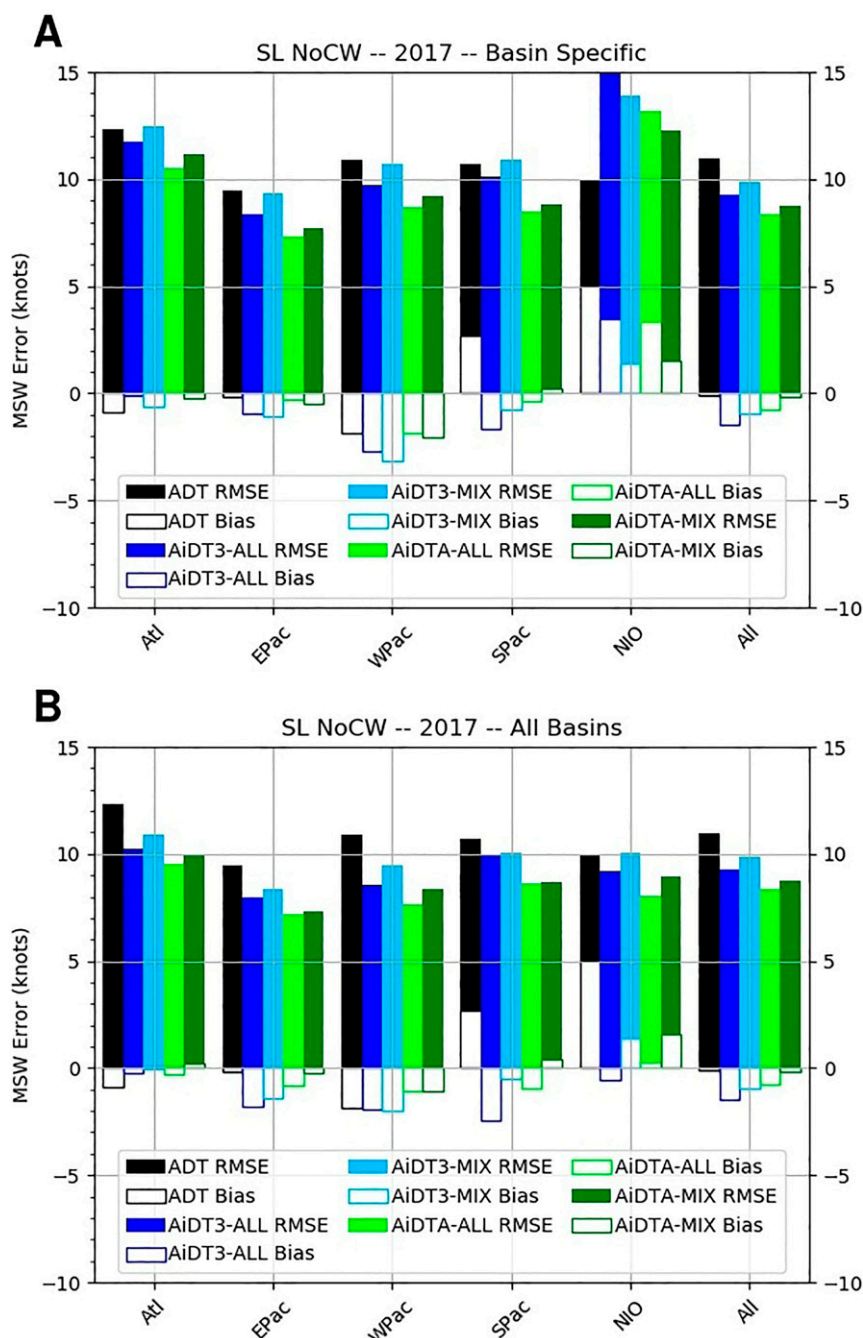 A
SL NoCW -- 2017 -- Basin Specific
MSW Error (knots)
15
10
5
0
−5
−10
15
10
5
0
−5
−10
ADT RMSE
ADT Bias
AiDT3-ALL RMSE
AiDT3-ALL Bias
AiDT3-MIX RMSE
AiDT3-MIX Bias
AiDTA-ALL RMSE
AiDTA-ALL Bias
AiDTA-MIX RMSE
AiDTA-MIX Bias
Atl
EPac
WPac
SPac
NIO
All
B
SL NoCW -- 2017 -- All Basins
MSW Error (knots)
15
10
5
0
−5
−10
15
10
5
0
−5
−10
ADT RMSE
ADT Bias
AiDT3-ALL RMSE
AiDT3-ALL Bias
AiDT3-MIX RMSE
AiDT3-MIX Bias
AiDTA-ALL RMSE
AiDTA-ALL Bias
AiDTA-MIX RMSE
AiDTA-MIX Bias
Atl
EPac
WPac
SPac
NIO
All